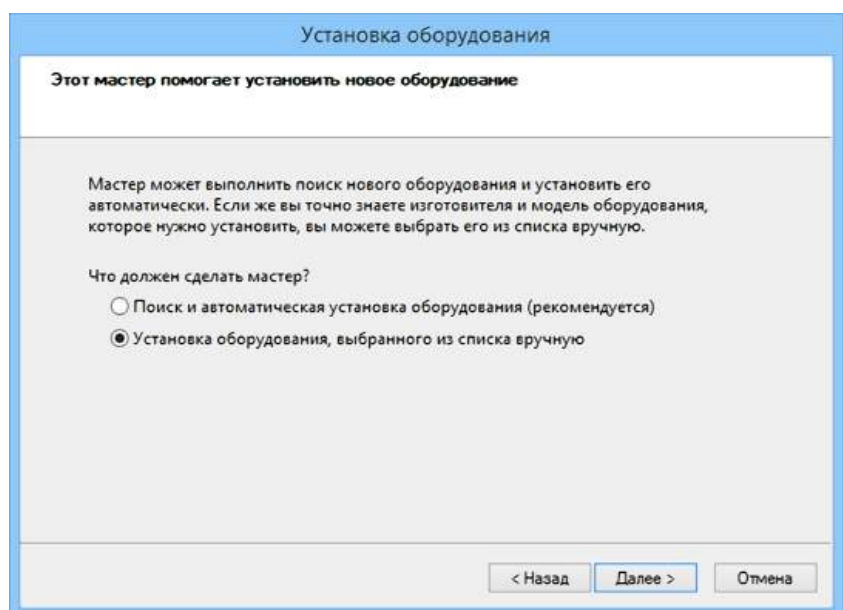 Установка оборудования
Этот мастер помогает установить новое оборудование
Мастер может выполнить поиск нового оборудования и установить его
автоматически. Если же вы точно знаете изготовителя и модель оборудования,
которое нужно установить, вы можете выбрать его из списка вручную.
Что должен сделать мастер?
Поиск и автоматическая установка оборудования (рекомендуется)
Установка оборудования, выбранного из списка вручную
< Назад Далее > Отмена